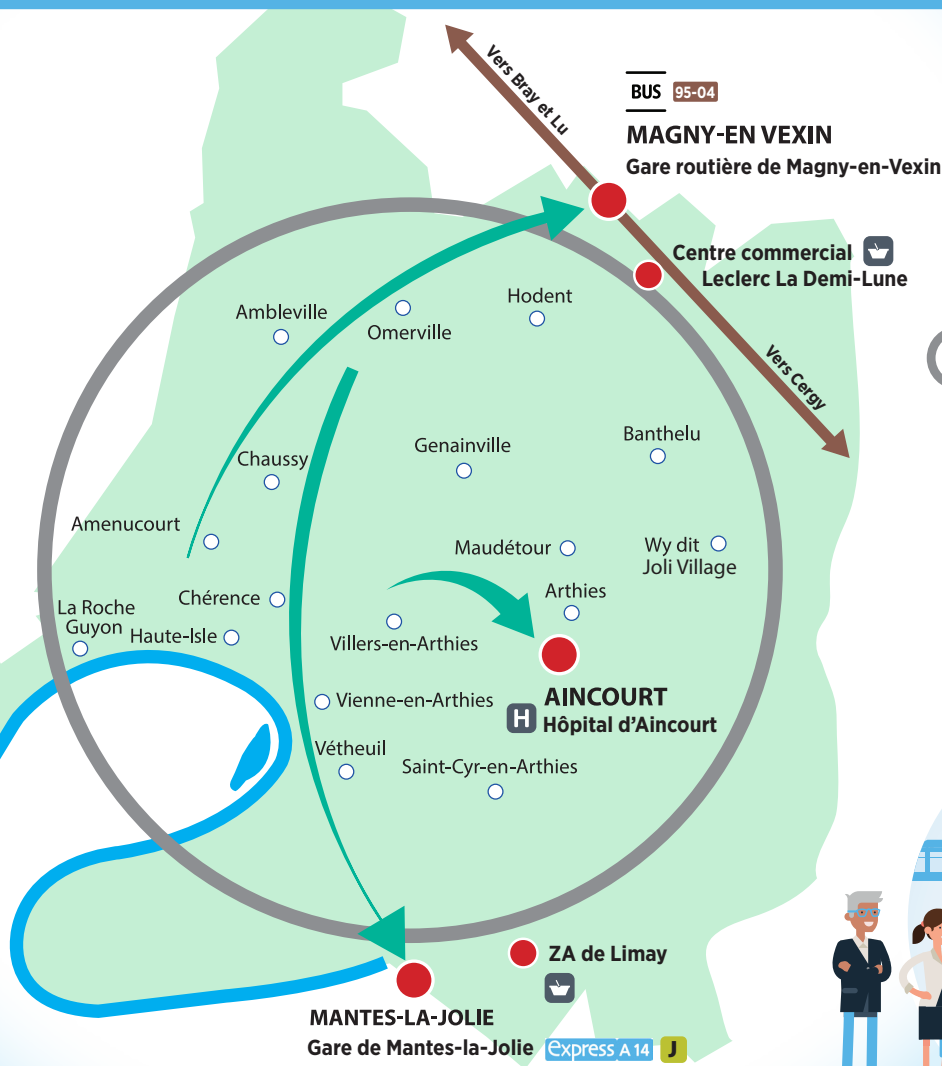 Vers Bray et Lu
BUS 95-04
MAGNY-EN VEXIN
Gare routière de Magny-en-Vexin
Centre commercial
Leclerc La Demi-Lune
Vers Cergy
Ambleville
Omerville
Hodent
Chaussy
Genainville
Banthelu
Amenucourt
Maudétour
Wy dit
Joli Village
La Roche
Guyon
Chérence
Haute-Isle
Arthies
Villers-en-Arthies
AINCOURT
H Hôpital d'Aincourt
Vienne-en-Arthies
Vétheuil
Saint-Cyr-en-Arthies
ZA de Limay
MANTES-LA-JOLIE
Gare de Mantes-la-Jolie express A 14 J